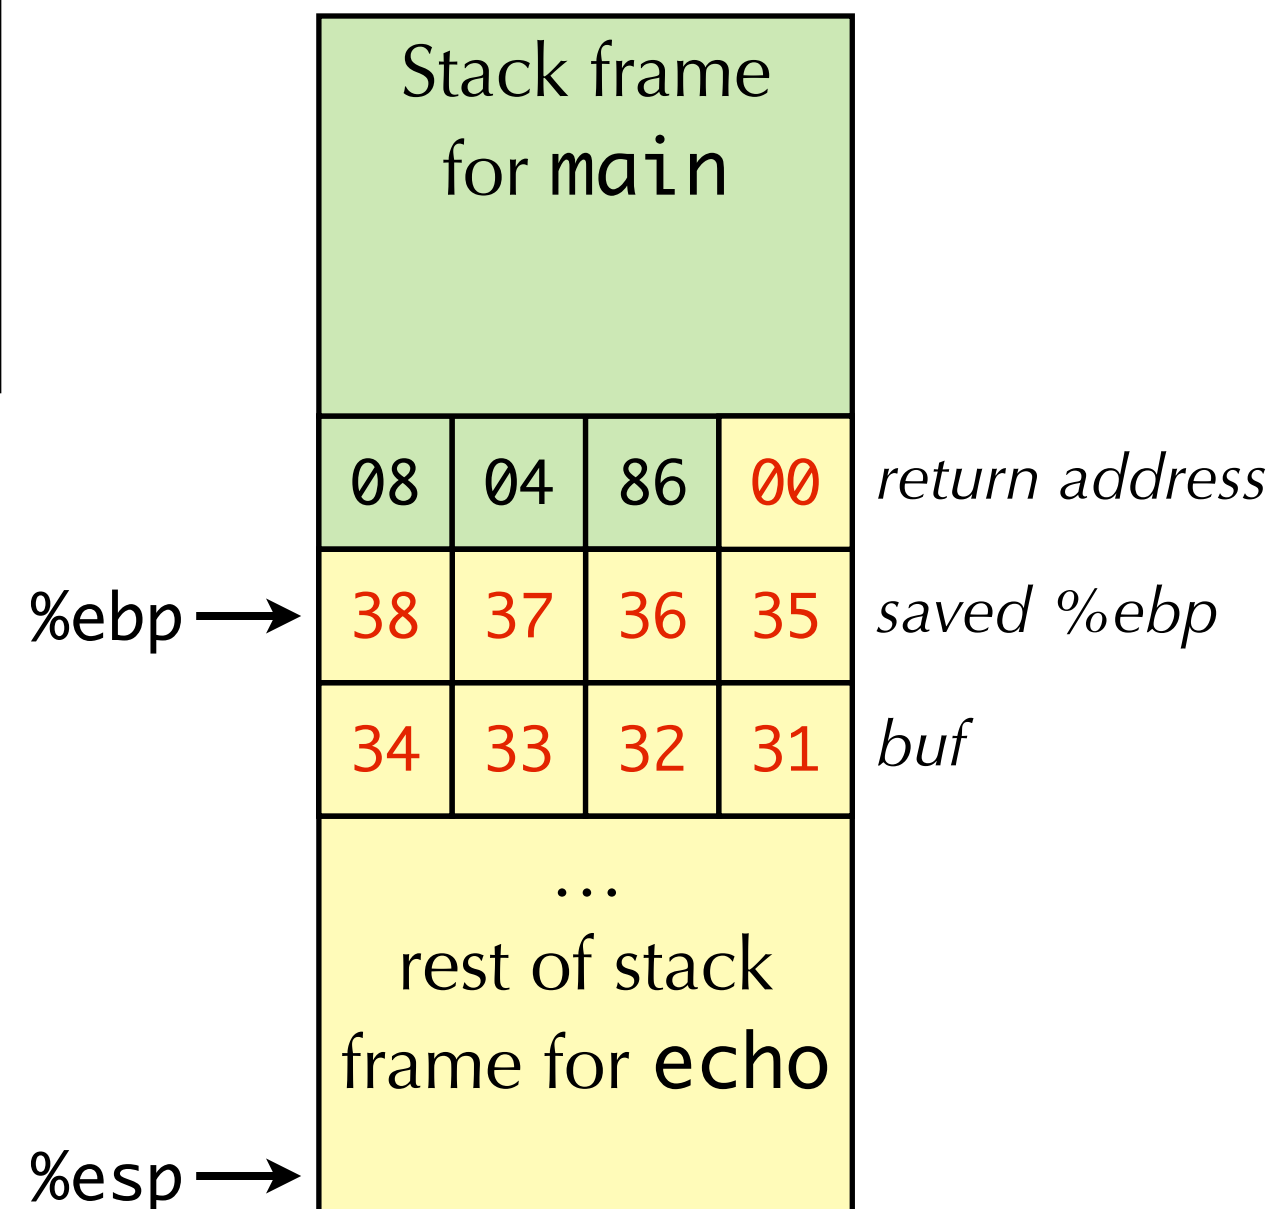 Stack frame
for main
08 04 86 00 return address
%ebp 38 37 36 35 saved %ebp
34 33 32 31 buf
...
rest of stack
frame for echo
%esp